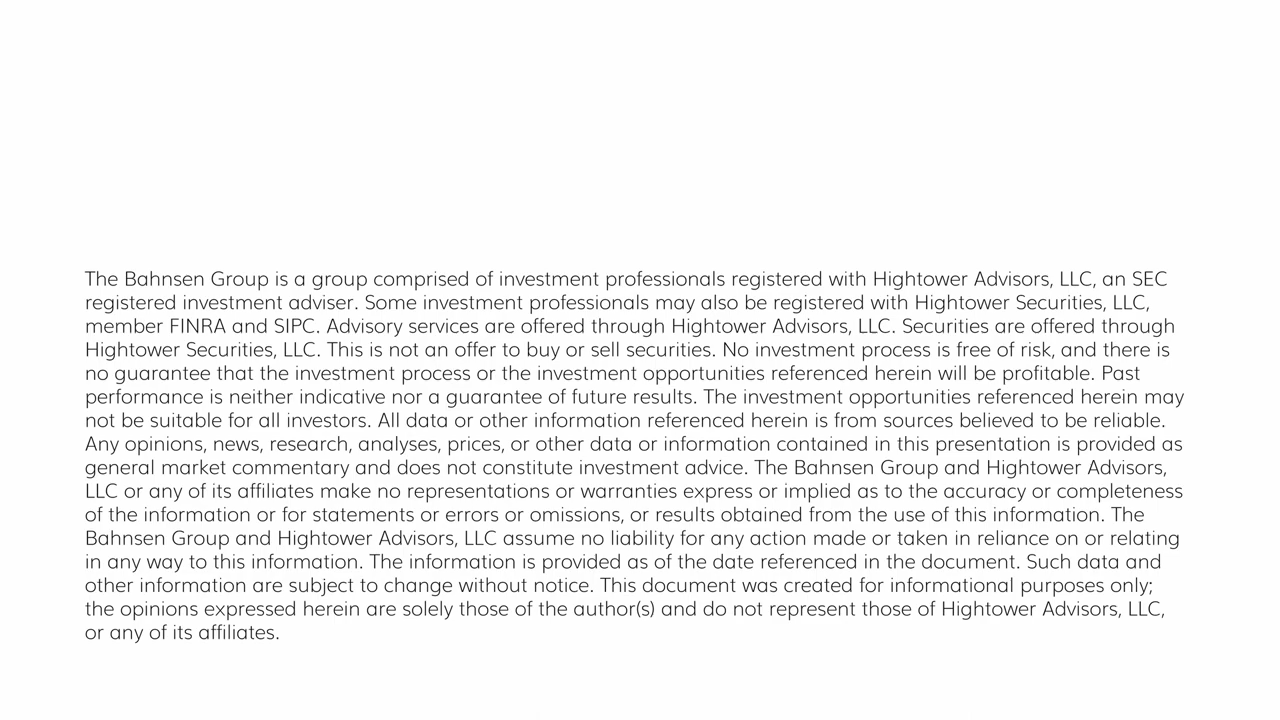 The Bahnsen Group is a group comprised of investment professionals registered with Hightower Advisors, LLC, an SEC
registered investment adviser. Some investment professionals may also be registered with Hightower Securities, LLC,
member FINRA and SIPC. Advisory services are offered through Hightower Advisors, LLC. Securities are offered through
Hightower Securities, LLC. This is not an offer to buy or sell securities. No investment process is free of risk, and there is
no guarantee that the investment process or the investment opportunities referenced herein will be profitable. Past
performance is neither indicative nor a guarantee of future results. The investment opportunities referenced herein may
not be suitable for all investors. All data or other information referenced herein is from sources believed to be reliable.
Any opinions, news, research, analyses, prices, or other data or information contained in this presentation is provided as
general market commentary and does not constitute investment advice. The Bahnsen Group and Hightower Advisors,
LLC or any of its affiliates make no representations or warranties express or implied as to the accuracy or completeness
of the information or for statements or errors or omissions, or results obtained from the use of this information. The
Bahnsen Group and Hightower Advisors, LLC assume no liability for any action made or taken in reliance on or relating
in any way to this information. The information is provided as of the date referenced in the document. Such data and
other information are subject to change without notice. This document was created for informational purposes only;
the opinions expressed herein are solely those of the author(s) and do not represent those of Hightower Advisors, LLC,
or any of its affiliates.